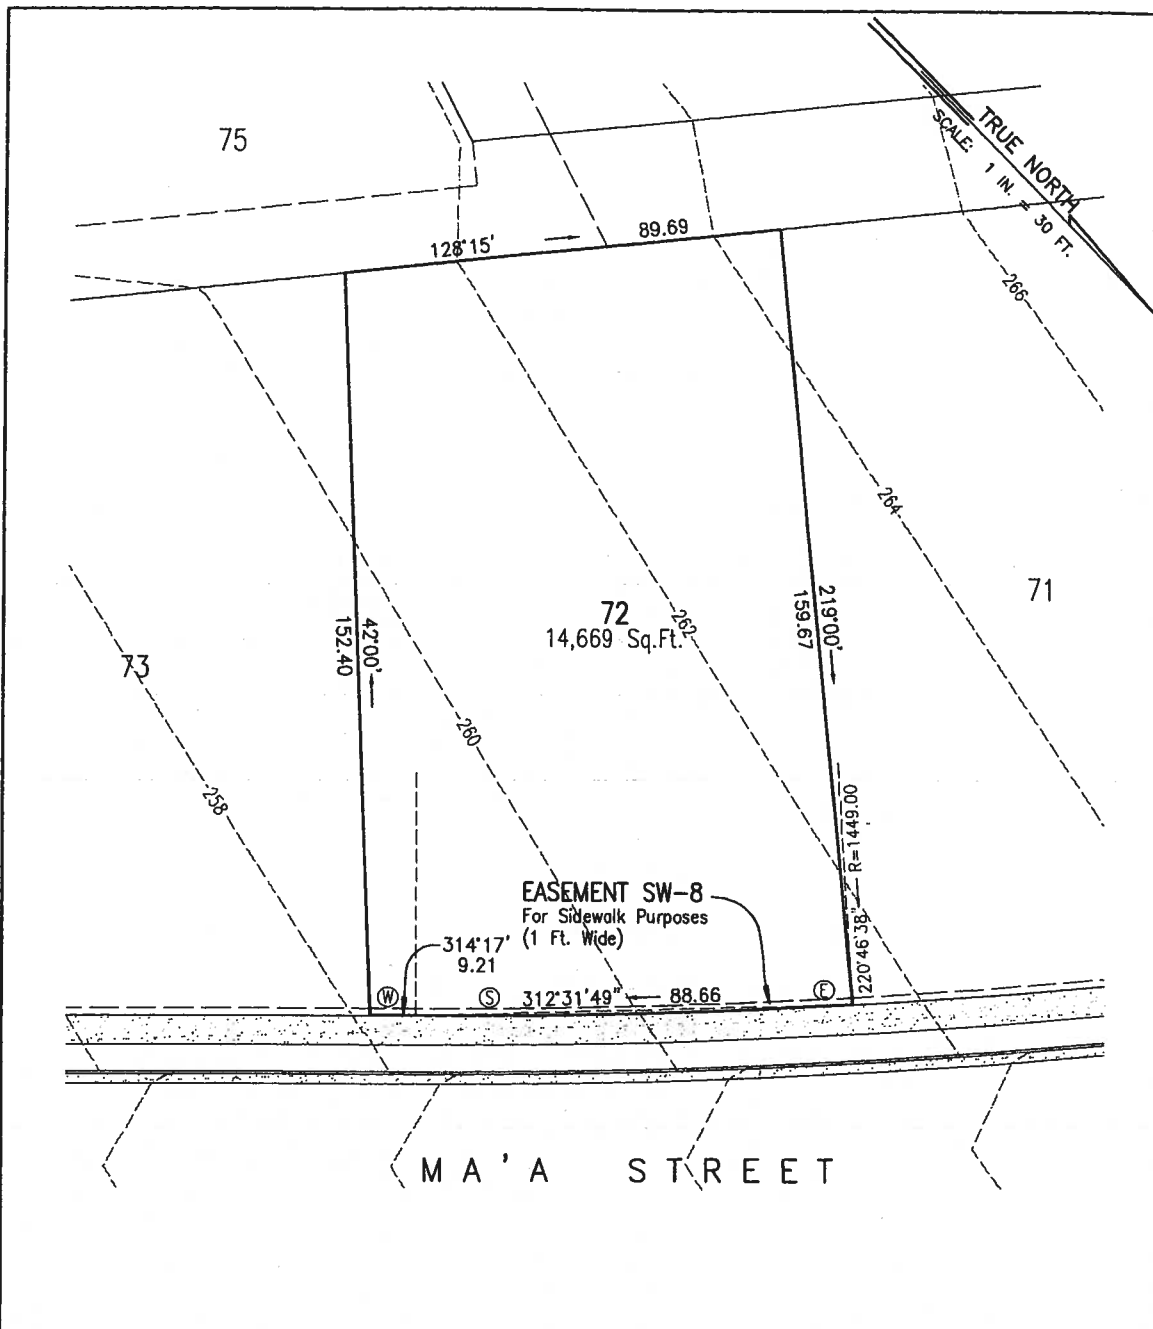 75
TRUE NORTH
SCALE: 1 IN. = 30 FT.
128°15'
89.69
266
264
71
72
14,669 Sq.Ft.
262
219°00'
159.67
42°00'
152.40
73
260
258
R=1449.00
220°46'38"
EASEMENT SW-8
For Sidewalk Purposes
(1 Ft. Wide)
314°17'
9.21
W
S
312°31'49"
88.66
E
MA'A STREET